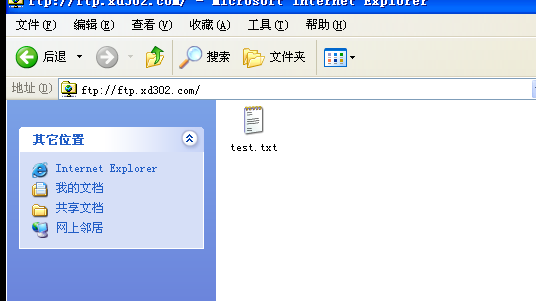 ftp://ftp.xd302.com/ - Microsoft Internet Explorer
文件(F) 编辑(E) 查看(V) 收藏(A) 工具(T) 帮助(H)
后退 搜索 文件夹
地址(D) ftp://ftp.xd302.com/
其它位置
Internet Explorer
我的文档
共享文档
网上邻居
test.txt